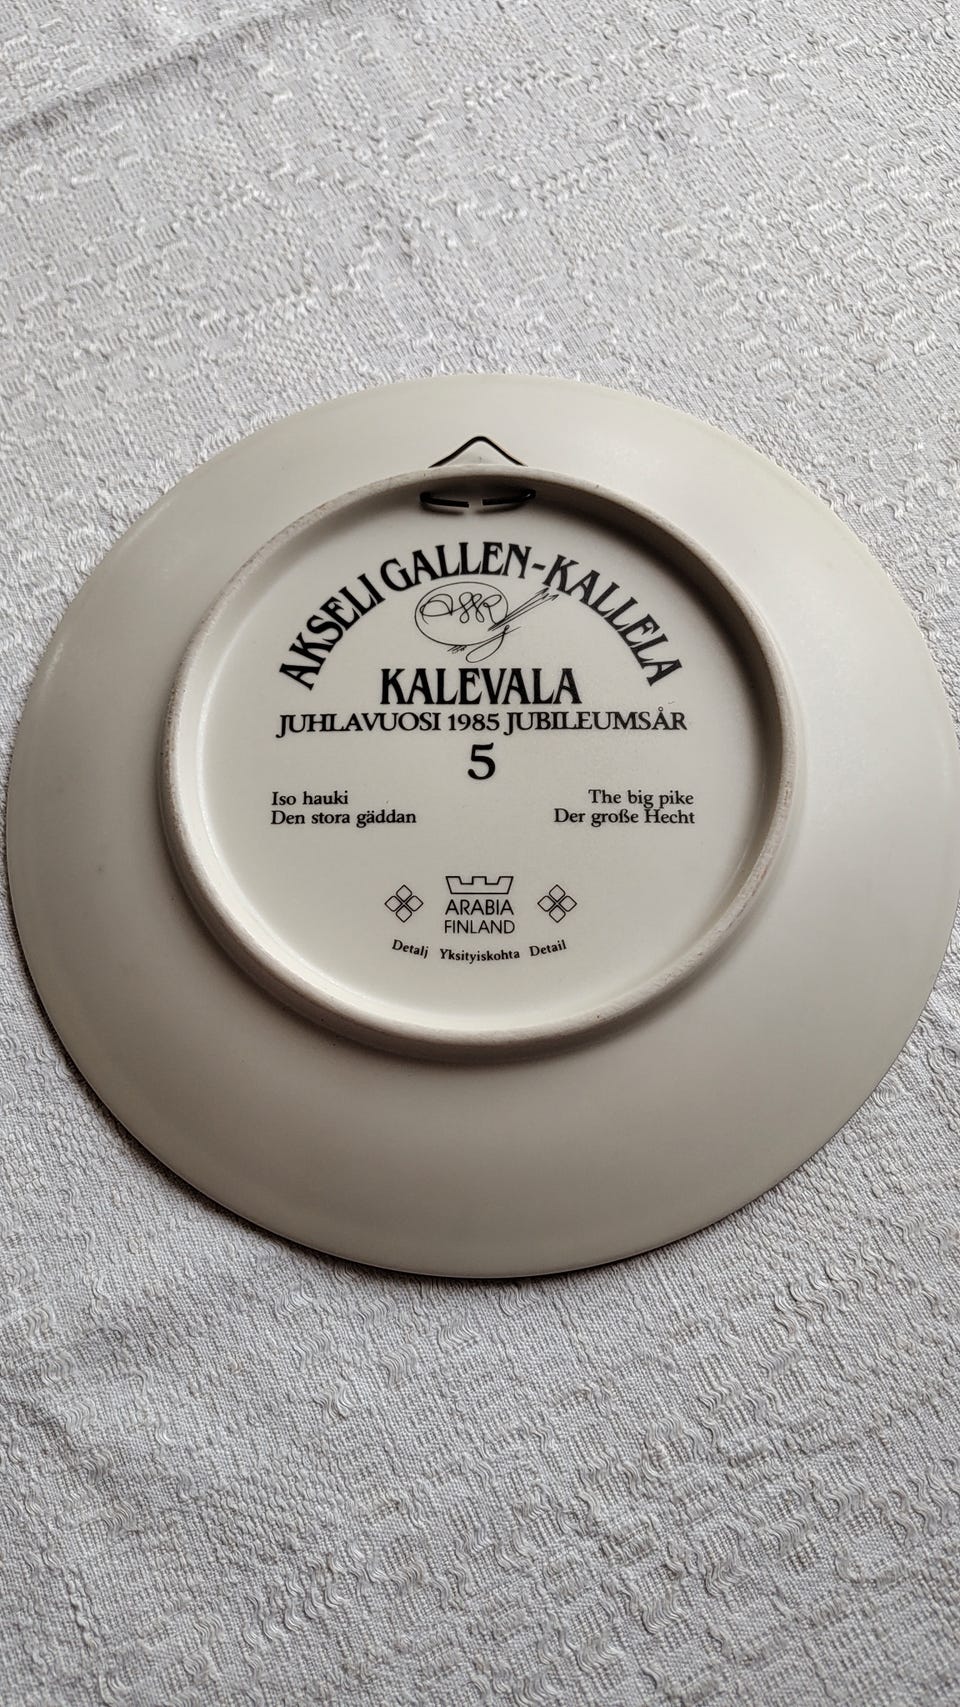 AKSELI GALLEN-KALLELA
KALEVALA
JUHLAVUOSI 1985 JUBILEUMSÅR
5
Iso hauki
Den stora gäddan
The big pike
Der große Hecht
ARABIA
FINLAND
Detalj Yksityiskohta Detail